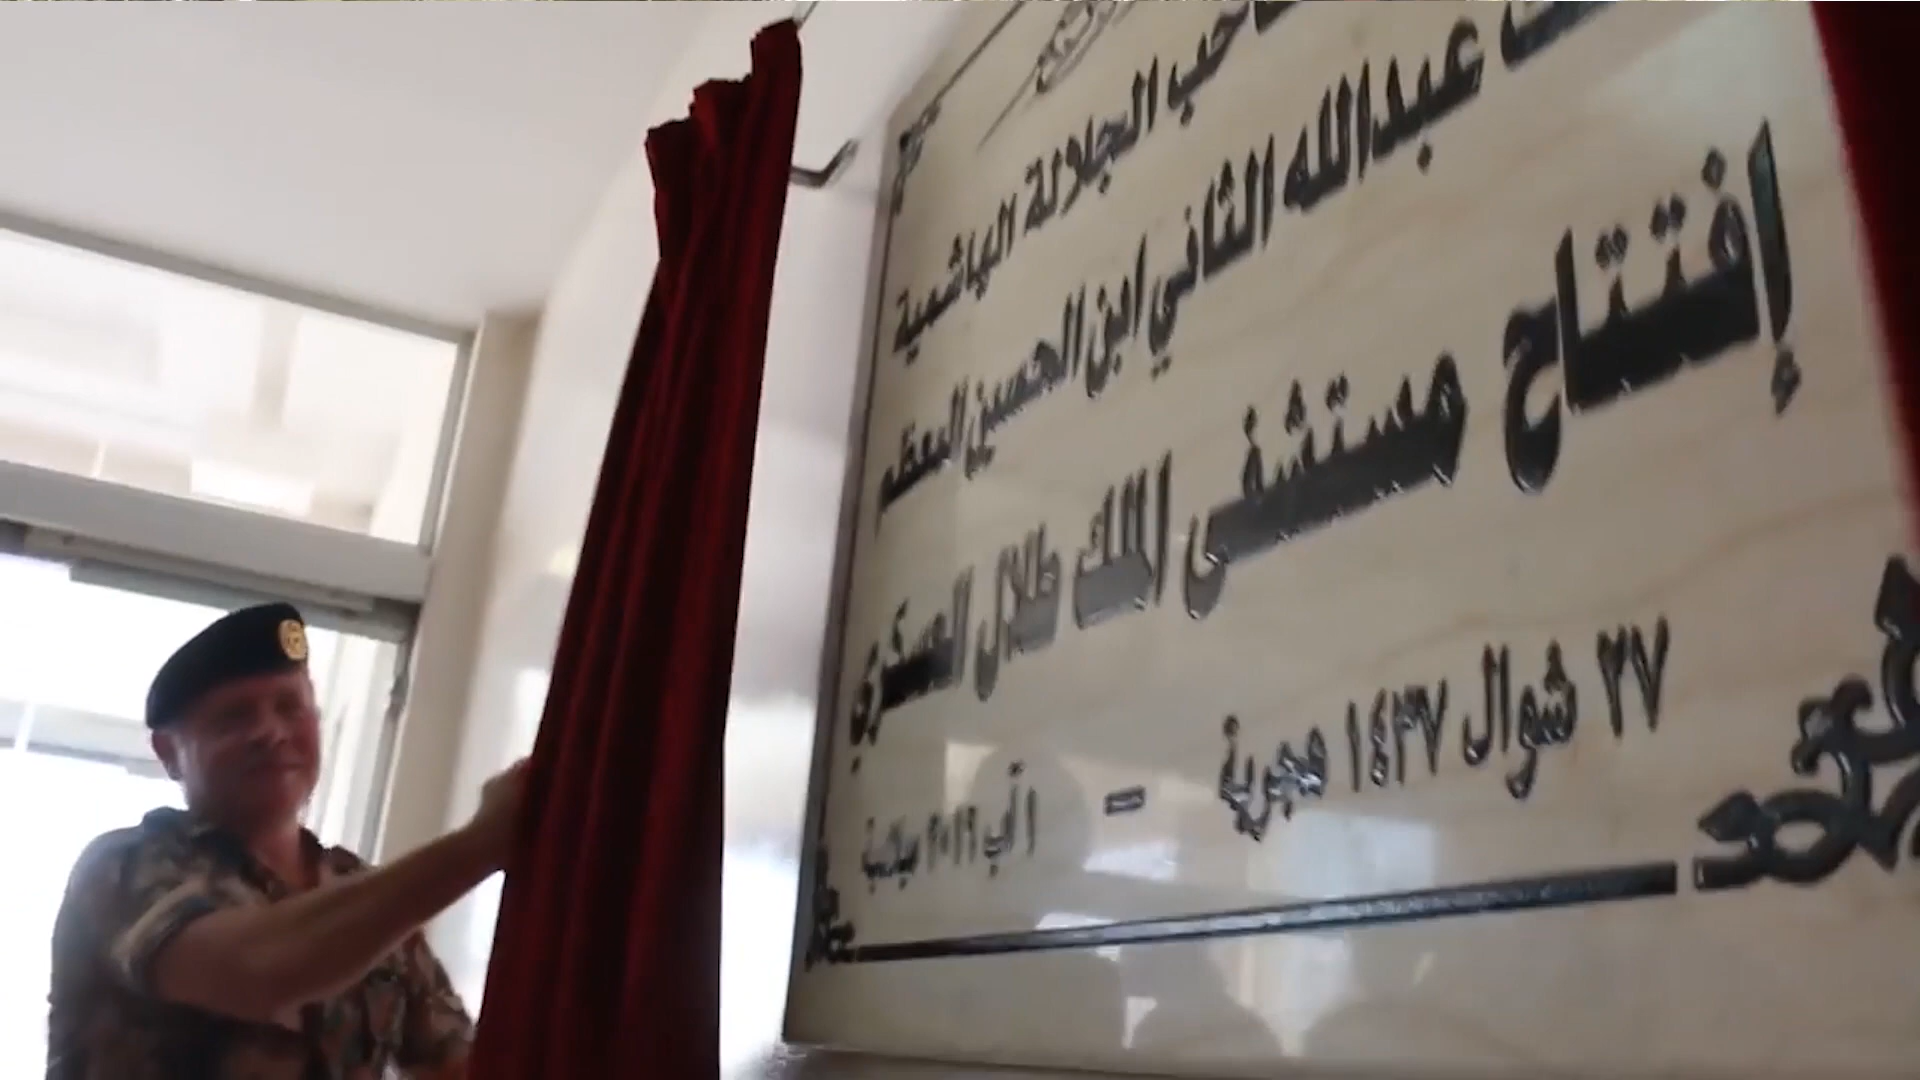 الجلالة الهاشمية
عبدالله الثاني ابن الحسين المعظم
إفتتاح مستشفى الملك طلال العسكري
٢٧ شوال ١٤٣٧ هجرية – ١ آب ٢٠١٦ ميلادية